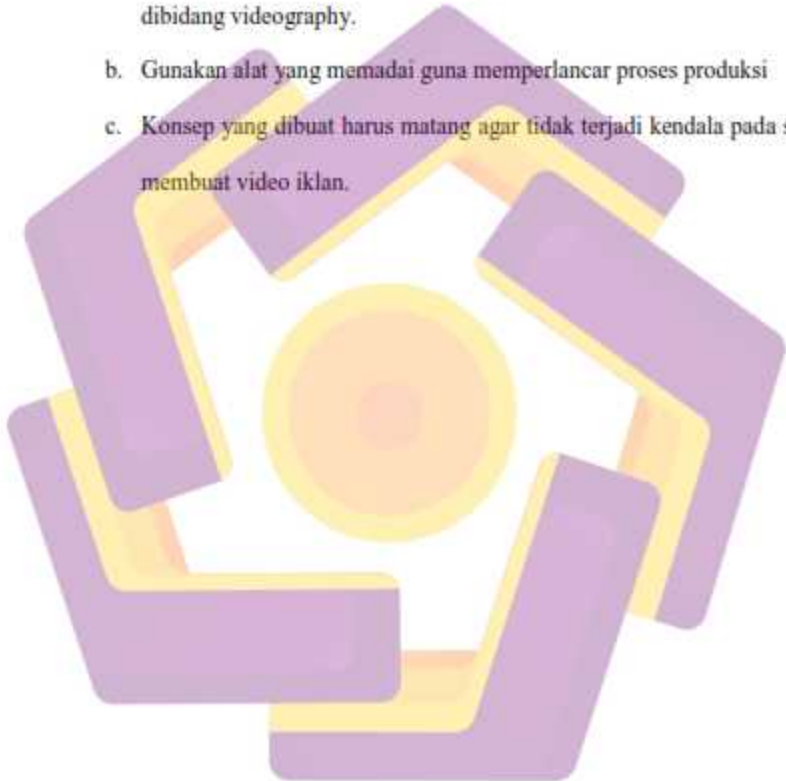 dibidang videography.
b. Gunakan alat yang memadai guna memperlancar proses produksi
c. Konsep yang dibuat harus matang agar tidak terjadi kendala pada
membuat video iklan.